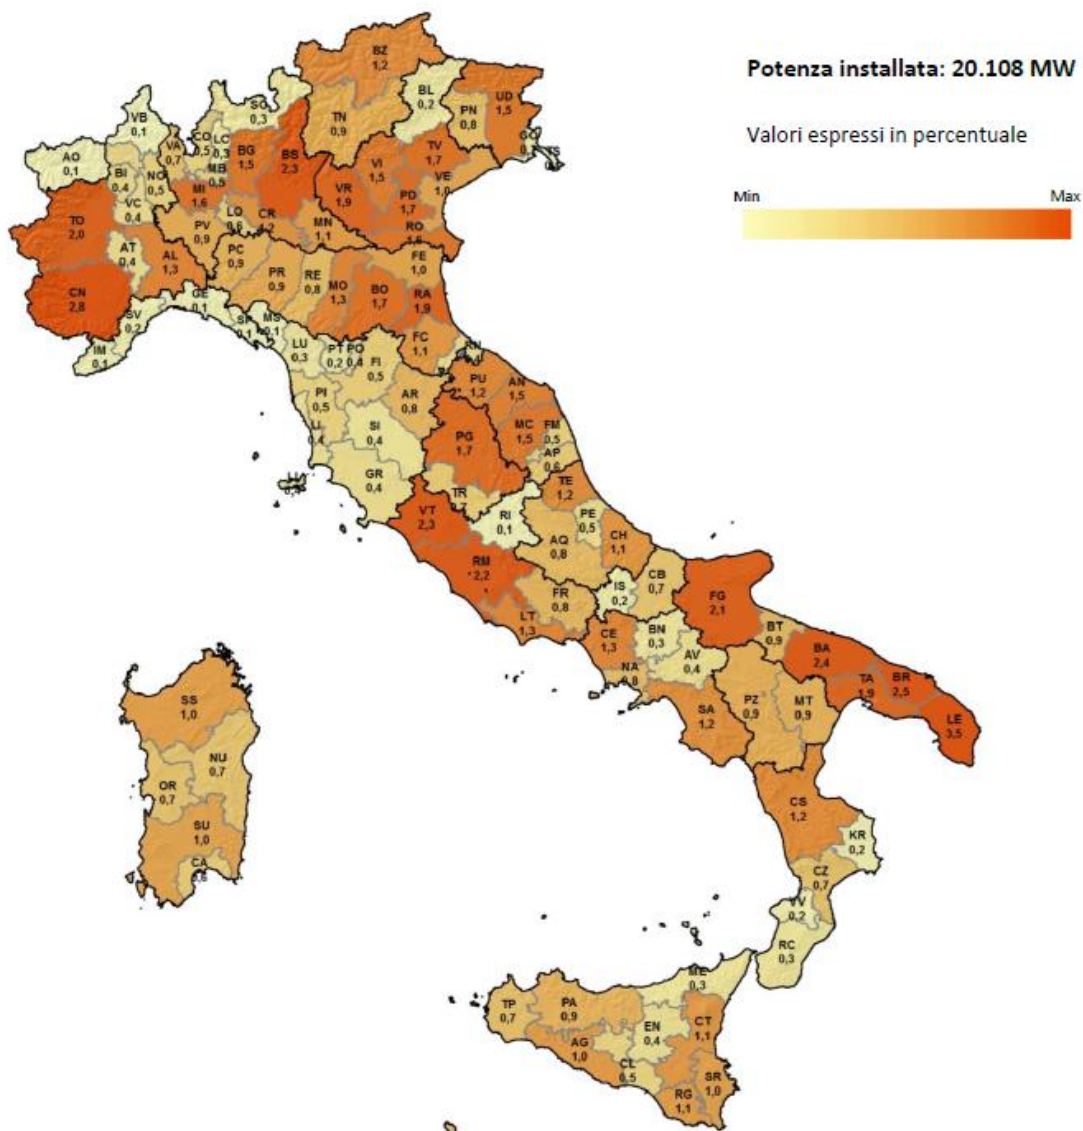 Potenza installata: 20.108 MW
Valori espressi in percentuale
Min
Max
BZ
1,2
BL
0,2
UD
1,5
PN
0,8
SO
0,3
TN
0,9
VB
0,1
AO
0,1
VA
0,7
CO
0,5
LC
0,3
BG
1,5
BS
2,3
TV
1,7
VI
1,5
VE
1,0
BI
0,4
NO
0,5
MB
0,5
MI
1,6
VR
1,9
PD
1,7
RO
1,6
VC
0,4
TO
2,0
LO
CR
MN
1,1
PV
0,9
AT
0,4
AL
1,3
PC
0,9
PR
0,9
RE
0,8
MO
1,3
FE
1,0
BO
1,7
RA
1,9
CN
2,8
GE
0,1
SV
0,2
SP
0,1
MS
0,1
IM
0,1
LU
0,3
PT
0,2
PO
0,4
FI
0,5
FC
1,1
RN
PU
1,2
AN
1,5
PI
0,5
AR
0,8
LI
0,4
SI
0,4
PG
1,7
MC
1,5
FM
0,5
AP
0,6
GR
0,4
TE
1,2
TR
VT
2,3
RI
0,1
PE
0,5
AQ
0,8
CH
1,1
RM
2,2
FR
0,8
IS
0,2
CB
0,7
FG
2,1
LT
1,3
CE
1,3
BN
0,3
AV
0,4
BT
0,9
BA
2,4
NA
0,8
TA
1,9
BR
2,5
SA
1,2
PZ
0,9
MT
0,9
LE
3,5
SS
1,0
NU
0,7
OR
0,7
SU
1,0
CA
CS
1,2
KR
0,2
CZ
0,7
VV
0,2
RC
0,3
ME
0,3
TP
0,7
PA
0,9
EN
0,4
CT
1,1
AG
1,0
CL
0,5
SR
1,0
RG
1,1